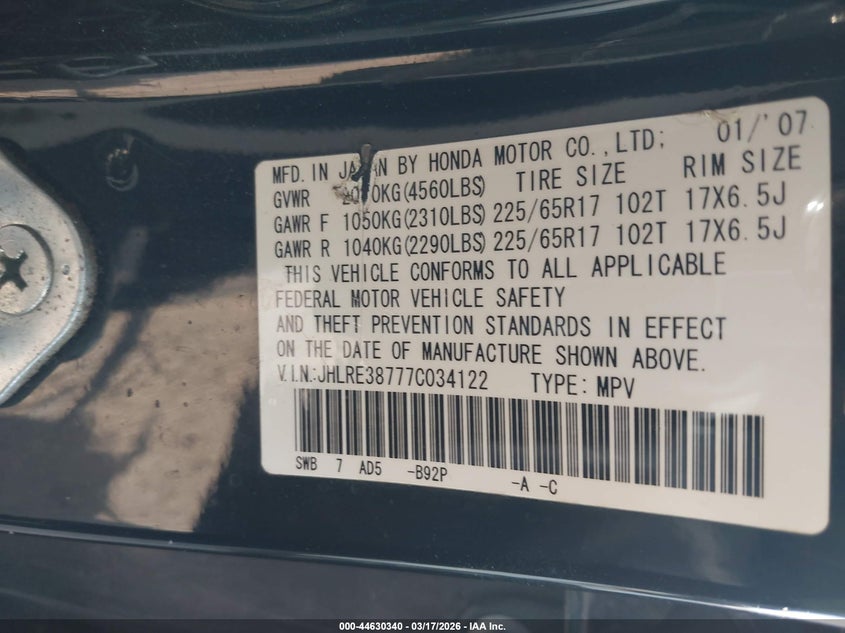 MFD. IN JAPAN BY HONDA MOTOR CO., LTD; 01/'07
GVWR 2070KG(4560LBS) TIRE SIZE RIM SIZE
GAWR F 1050KG(2310LBS) 225/65R17 102T 17X6.5J
GAWR R 1040KG(2290LBS) 225/65R17 102T 17X6.5J
THIS VEHICLE CONFORMS TO ALL APPLICABLE
FEDERAL MOTOR VEHICLE SAFETY
AND THEFT PREVENTION STANDARDS IN EFFECT
ON THE DATE OF MANUFACTURE SHOWN ABOVE.
V.I.N.:JHLRE38777C034122 TYPE: MPV
SWB 7 AD5 -B92P -A -C
000-44630340 - 03/17/2026 - IAA Inc.